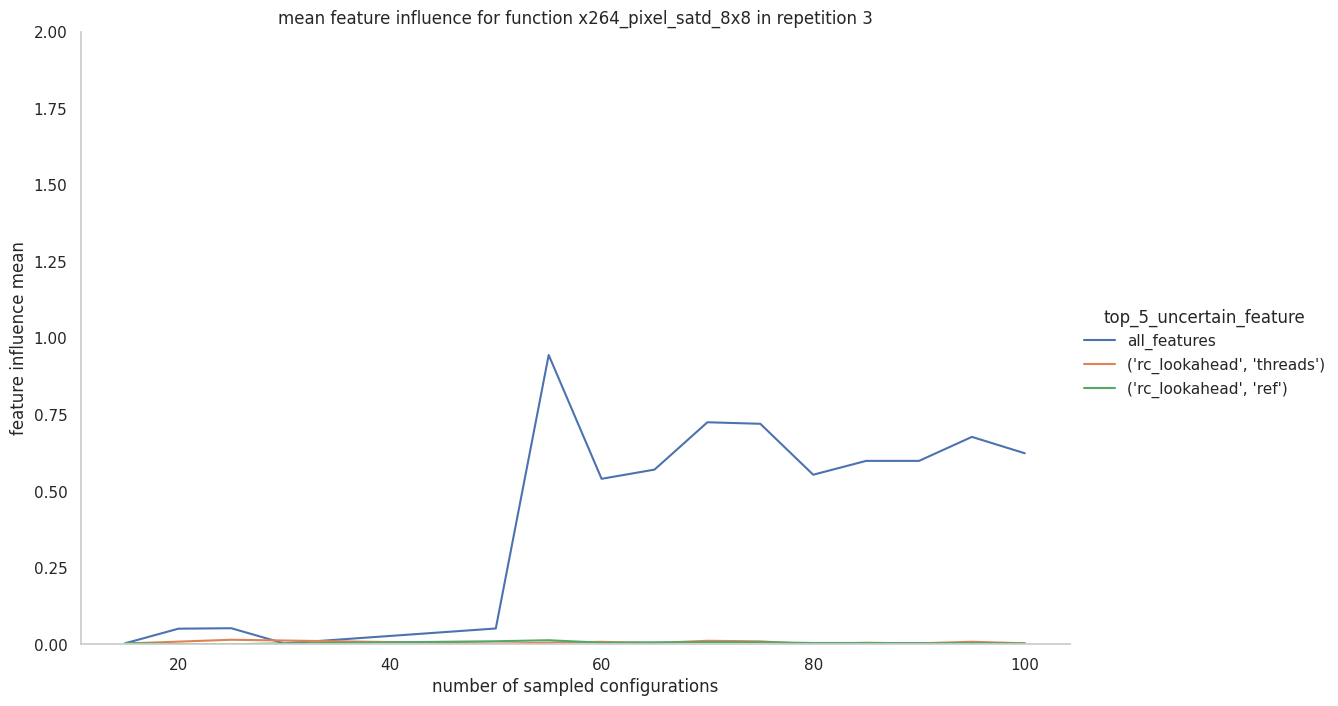 mean feature influence for function x264_pixel_satd_8x8 in repetition 3
2.00
1.75
1.50
1.25
1.00
0.75
0.50
0.25
0.00
feature influence mean
20
40
60
80
100
number of sampled configurations
top_5_uncertain_feature
all_features
('rc_lookahead', 'threads')
('rc_lookahead', 'ref')